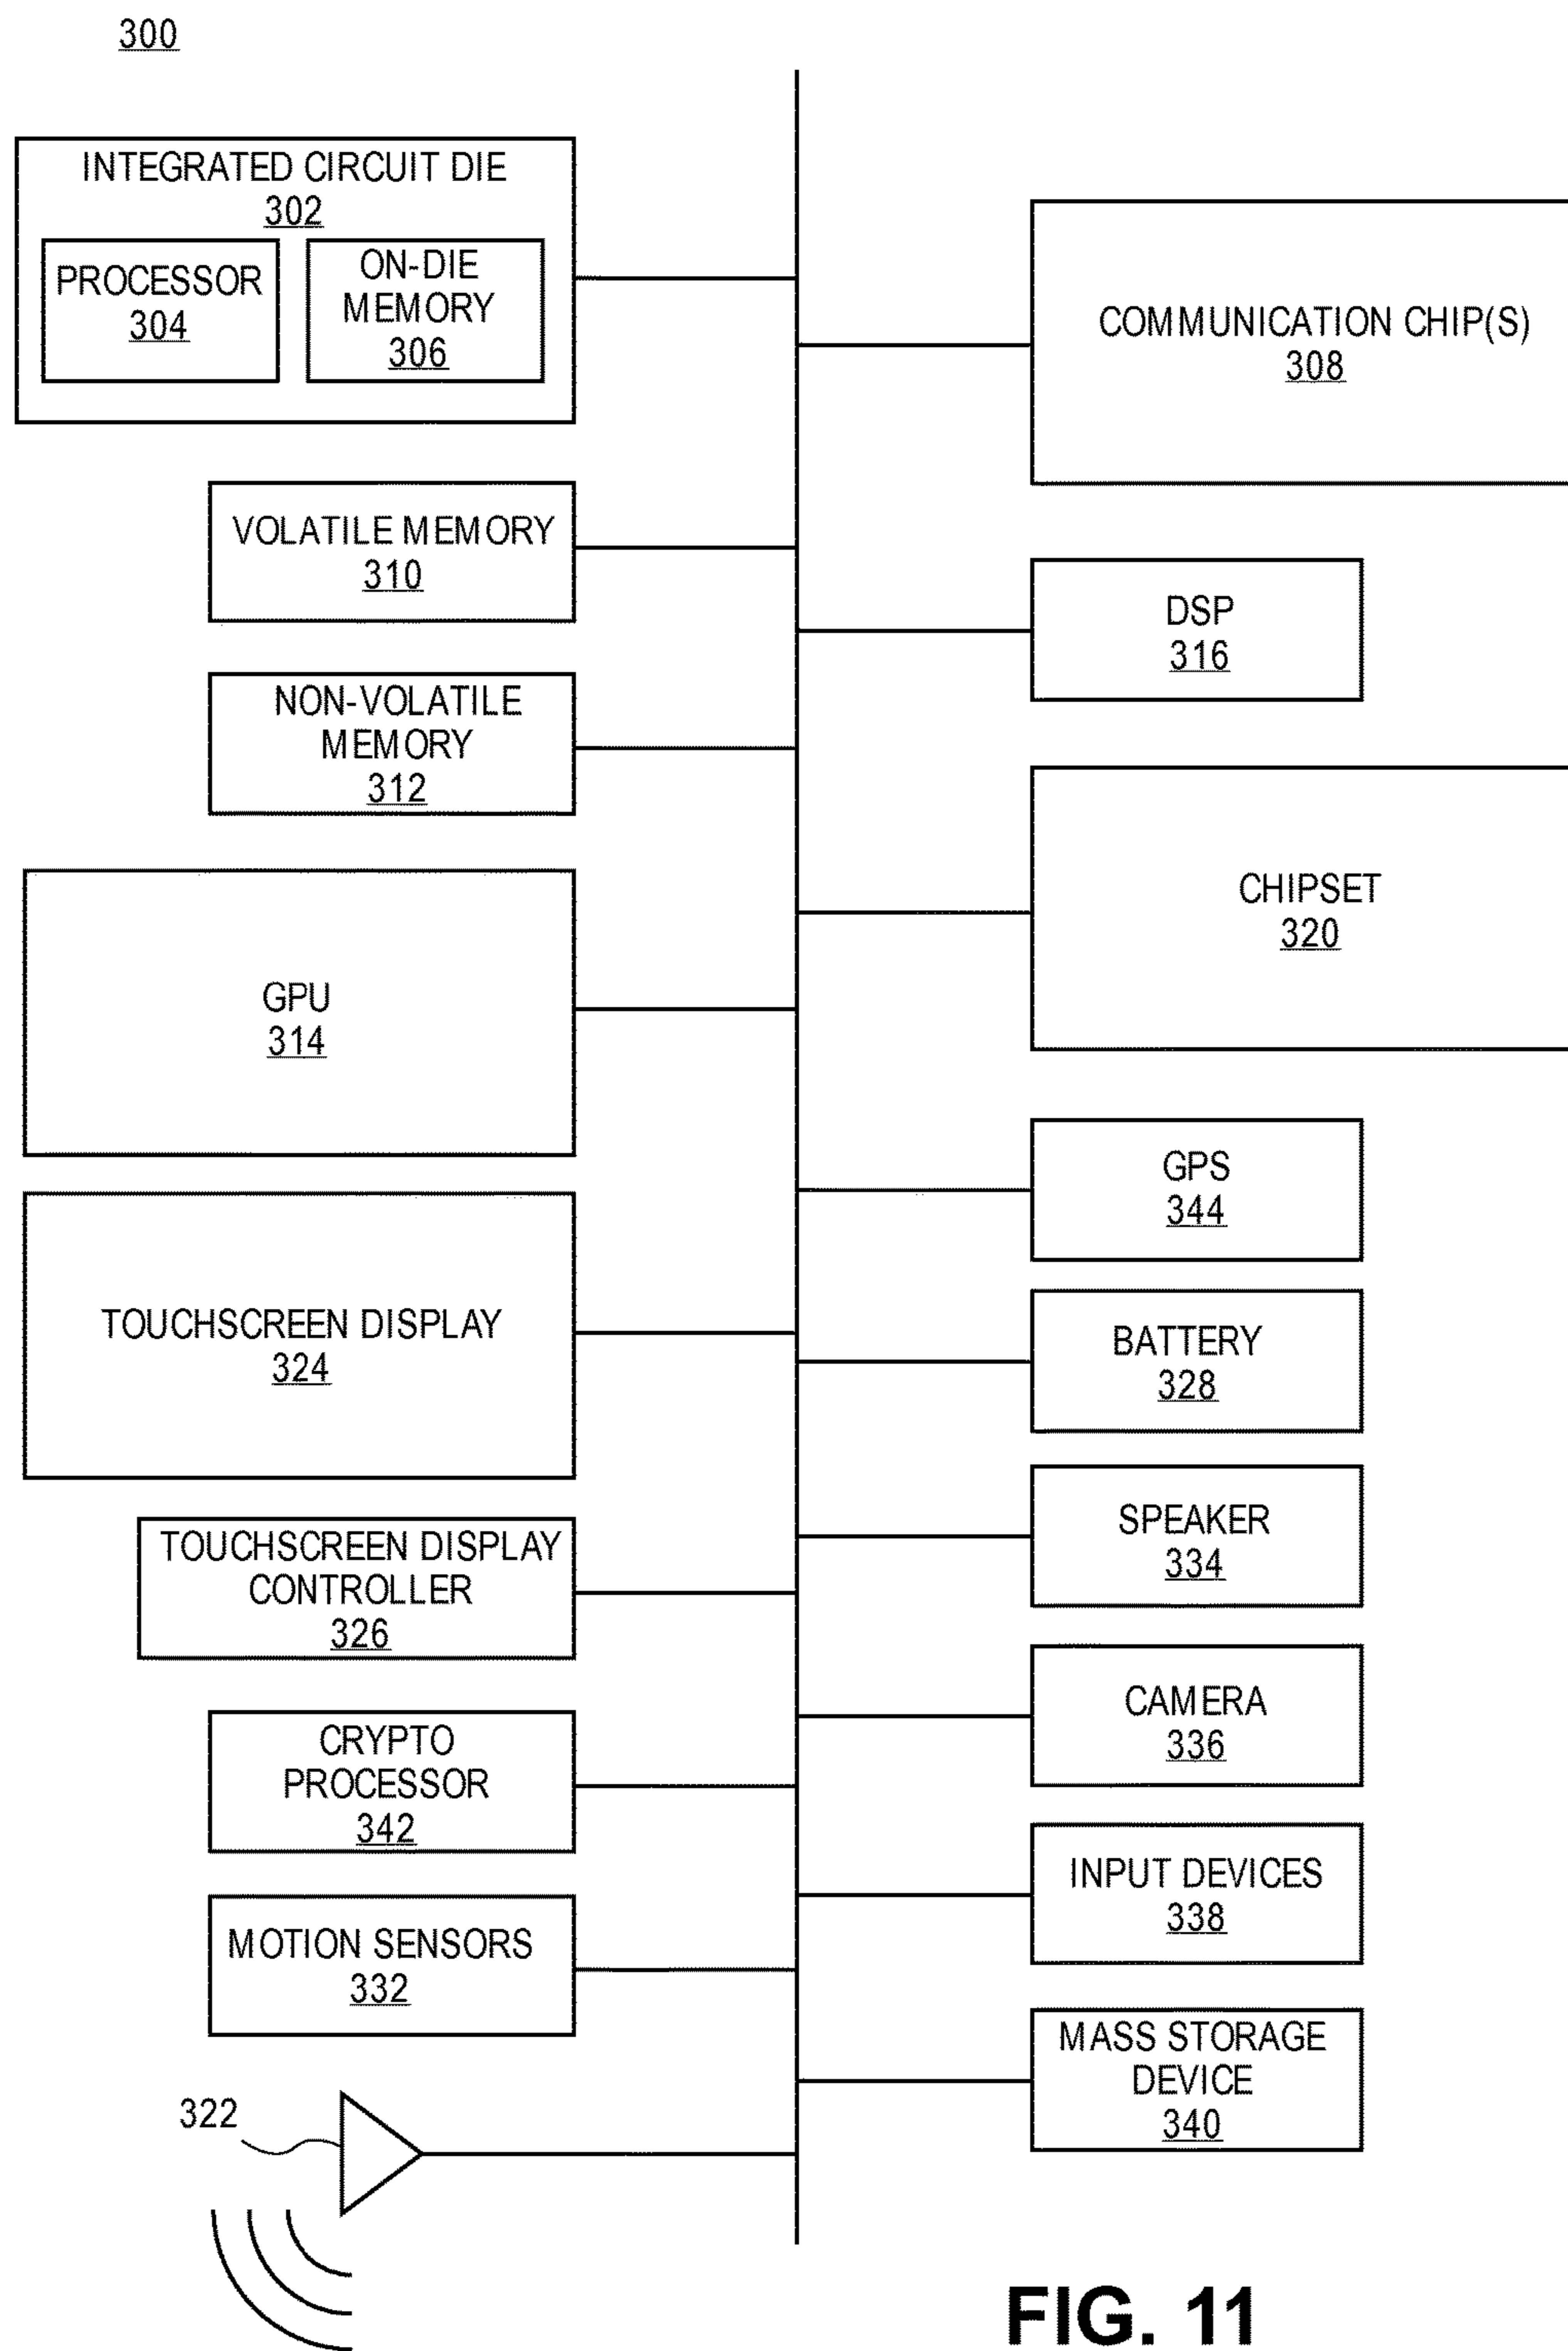 300
INTEGRATED CIRCUIT DIE
302
PROCESSOR
304
ON-DIE
MEMORY
306
COMMUNICATION CHIP(S)
308
VOLATILE MEMORY
310
DSP
316
NON-VOLATILE
MEMORY
312
CHIPSET
320
GPU
314
GPS
344
TOUCHSCREEN DISPLAY
324
BATTERY
328
SPEAKER
334
TOUCHSCREEN DISPLAY
CONTROLLER
326
CAMERA
336
CRYPTO
PROCESSOR
342
INPUT DEVICES
338
MOTION SENSORS
332
MASS STORAGE
DEVICE
340
322
FIG. 11